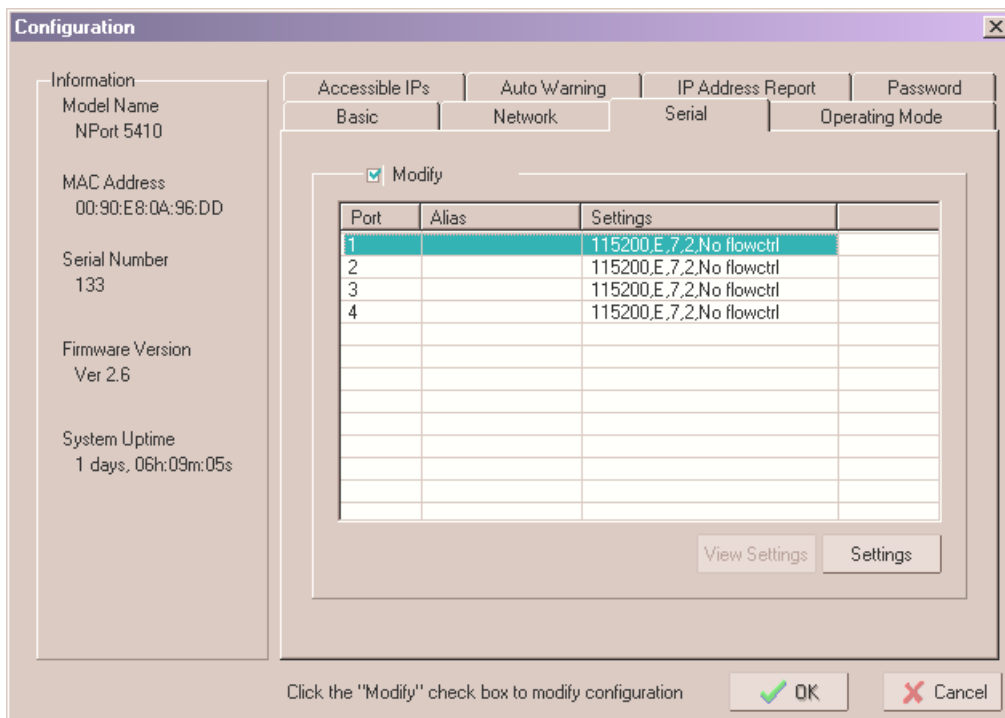 Configuration
Information
Model Name
NPort 5410
MAC Address
00:90:E8:0A:96:DD
Serial Number
133
Firmware Version
Ver 2.6
System Uptime
1 days, 06h:09m:05s
Accessible IPs Auto Warning IP Address Report Password
Basic Network Serial Operating Mode
Modify
Port Alias Settings
1 115200,E,7,2,No flowctrl
2 115200,E,7,2,No flowctrl
3 115200,E,7,2,No flowctrl
4 115200,E,7,2,No flowctrl
View Settings Settings
Click the "Modify" check box to modify configuration OK Cancel